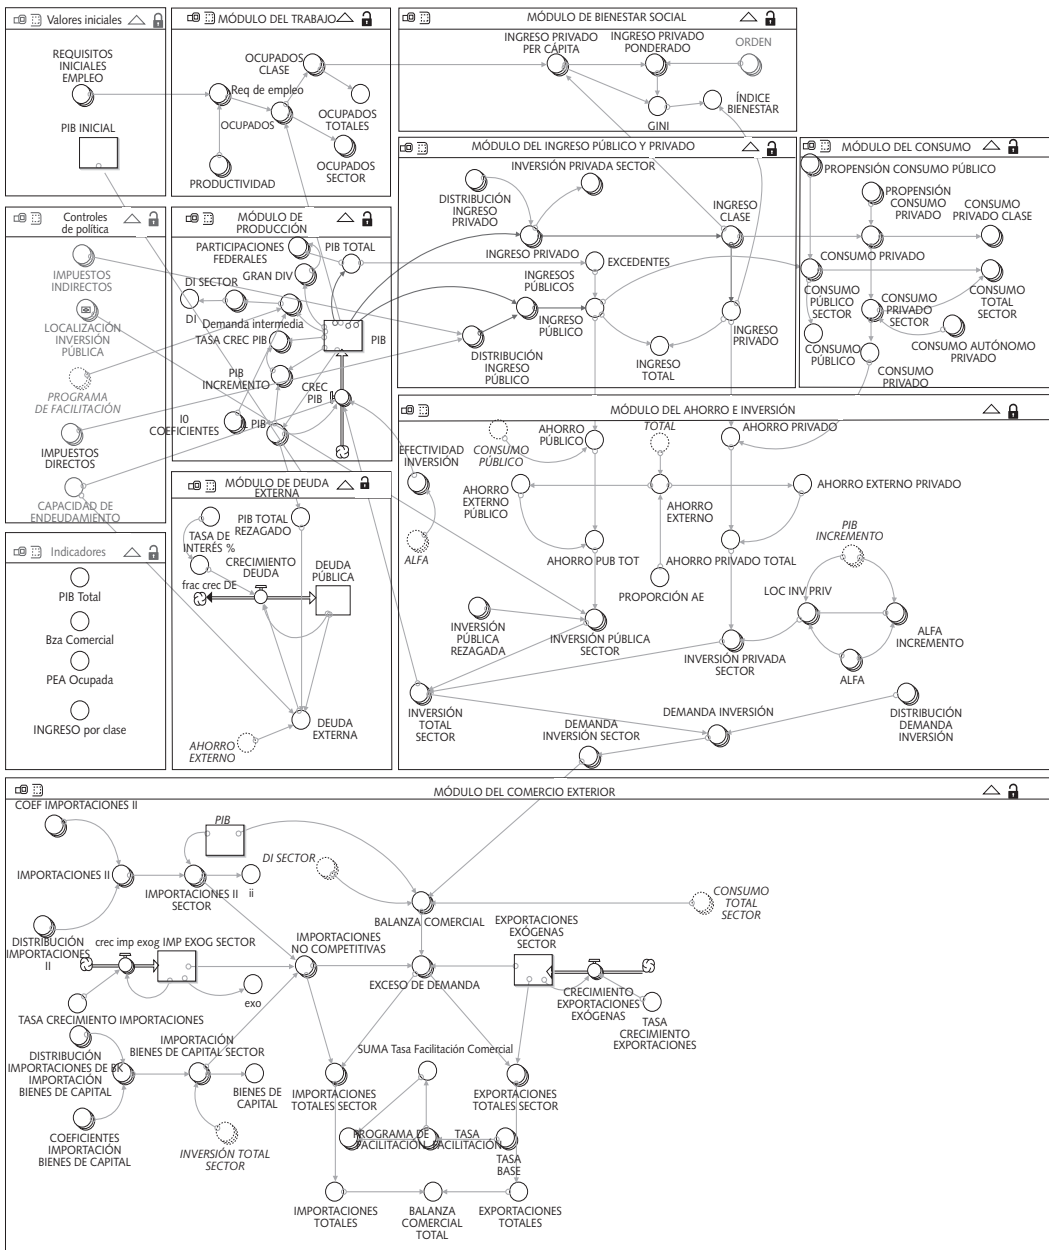 Valores iniciales
REQUISITOS
INICIALES
EMPLEO
PIB INICIAL
MÓDULO DEL TRABAJO
OCUPADOS
CLASE
Req de empleo
OCUPADOS
OCUPADOS
TOTALES
OCUPADOS
SECTOR
PRODUCTIVIDAD
MÓDULO DE BIENESTAR SOCIAL
INGRESO PRIVADO
PER CÁPITA
INGRESO PRIVADO
PONDERADO
ORDEN
ÍNDICE
BIENESTAR
GINI
Controles
de política
IMPUESTOS
INDIRECTOS
LOCALIZACIÓN
INVERSIÓN
PÚBLICA
PROGRAMA
DE FACILITACIÓN
IMPUESTOS
DIRECTOS
CAPACIDAD DE
ENDEUDAMIENTO
MÓDULO DE
PRODUCCIÓN
PARTICIPACIONES
FEDERALES
PIB TOTAL
GRAN DIV
DI SECTOR
DI
Demanda intermedia
TASA CREC PIB
PIB
PIB
INCREMENTO
CREC
PIB
I0
COEFICIENTES
I PIB
MÓDULO DEL INGRESO PÚBLICO Y PRIVADO
INVERSIÓN PRIVADA SECTOR
DISTRIBUCIÓN
INGRESO
PRIVADO
INGRESO
CLASE
INGRESO PRIVADO
EXCEDENTES
INGRESOS
PÚBLICOS
INGRESO
PÚBLICO
INGRESO
PRIVADO
DISTRIBUCIÓN
INGRESO
PÚBLICO
INGRESO
TOTAL
MÓDULO DEL CONSUMO
PROPENSIÓN CONSUMO PÚBLICO
PROPENSIÓN
CONSUMO
PRIVADO
CONSUMO
PRIVADO CLASE
CONSUMO PRIVADO
CONSUMO
PÚBLICO
SECTOR
CONSUMO
PRIVADO
SECTOR
CONSUMO
TOTAL
SECTOR
CONSUMO
PÚBLICO
CONSUMO AUTÓNOMO
PRIVADO
CONSUMO
PRIVADO
MÓDULO DEL AHORRO E INVERSIÓN
CONSUMO
PÚBLICO
AHORRO
PÚBLICO
TOTAL
AHORRO PRIVADO
EFECTIVIDAD
INVERSIÓN
AHORRO
EXTERNO
PÚBLICO
AHORRO
EXTERNO
AHORRO EXTERNO PRIVADO
ALFA
AHORRO PUB TOT
AHORRO PRIVADO TOTAL
PIB
INCREMENTO
PROPORCIÓN AE
LOC INV PRIV
INVERSIÓN
PÚBLICA
REZAGADA
INVERSIÓN PÚBLICA
SECTOR
INVERSIÓN PRIVADA
SECTOR
ALFA
INCREMENTO
ALFA
INVERSIÓN
TOTAL
SECTOR
DEMANDA
INVERSIÓN SECTOR
DEMANDA INVERSIÓN
DISTRIBUCIÓN
DEMANDA
INVERSIÓN
MÓDULO DE DEUDA
EXTERNA
TASA DE
INTERÉS %
PIB TOTAL
REZAGADO
CRECIMIENTO
DEUDA
DEUDA
PÚBLICA
frac crec DE
DEUDA
EXTERNA
AHORRO
EXTERNO
Indicadores
PIB Total
Bza Comercial
PEA Ocupada
INGRESO por clase
MÓDULO DEL COMERCIO EXTERIOR
COEF IMPORTACIONES II
PIB
IMPORTACIONES II
IMPORTACIONES II
SECTOR
ii
DI SECTOR
CONSUMO
TOTAL
SECTOR
BALANZA COMERCIAL
DISTRIBUCIÓN
IMPORTACIONES
II
crec imp exog
IMP EXOG SECTOR
IMPORTACIONES
NO COMPETITIVAS
EXPORTACIONES
EXÓGENAS
SECTOR
EXCESO DE DEMANDA
exo
CRECIMIENTO
EXPORTACIONES
EXÓGENAS
TASA
CRECIMIENTO
EXPORTACIONES
TASA CRECIMIENTO IMPORTACIONES
DISTRIBUCIÓN
IMPORTACIONES DE BK
IMPORTACIÓN
BIENES DE CAPITAL
IMPORTACIÓN
BIENES DE CAPITAL SECTOR
BIENES DE
CAPITAL
SUMA Tasa Facilitación Comercial
IMPORTACIONES
TOTALES SECTOR
EXPORTACIONES
TOTALES SECTOR
COEFICIENTES
IMPORTACIÓN
BIENES DE CAPITAL
INVERSIÓN TOTAL
SECTOR
PROGRAMA DE
FACILITACIÓN
TASA
FACILITACIÓN
TASA
BASE
IMPORTACIONES
TOTALES
BALANZA
COMERCIAL
TOTAL
EXPORTACIONES
TOTALES